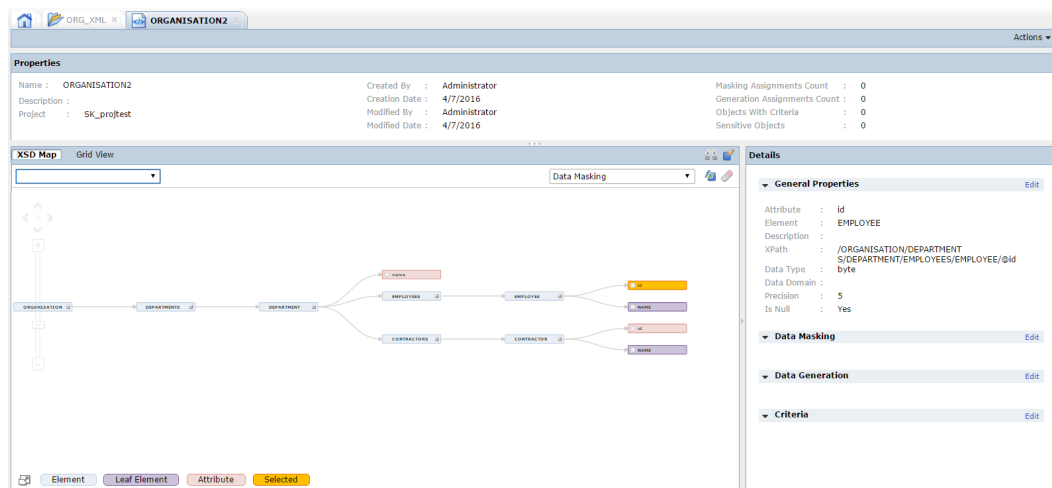 ORG_XML ×
ORGANISATION2
Actions
Properties
Name : ORGANISATION2
Description :
Project : SK_projtest
Created By : Administrator
Creation Date : 4/7/2016
Modified By : Administrator
Modified Date : 4/7/2016
Masking Assignments Count : 0
Generation Assignments Count : 0
Objects With Criteria : 0
Sensitive Objects : 0
XSD Map
Grid View
Data Masking
ORGANISATION
DEPARTMENTS
DEPARTMENT
name
EMPLOYEES
EMPLOYEE
id
NAME
CONTRACTORS
CONTRACTOR
id
NAME
Element
Leaf Element
Attribute
Selected
Details
General Properties
Edit
Attribute : id
Element : EMPLOYEE
Description :
XPath : /ORGANISATION/DEPARTMENT
S/DEPARTMENT/EMPLOYEES/EMPLOYEE/@id
Data Type : byte
Data Domain :
Precision : 5
Is Null : Yes
Data Masking
Edit
Data Generation
Edit
Criteria
Edit